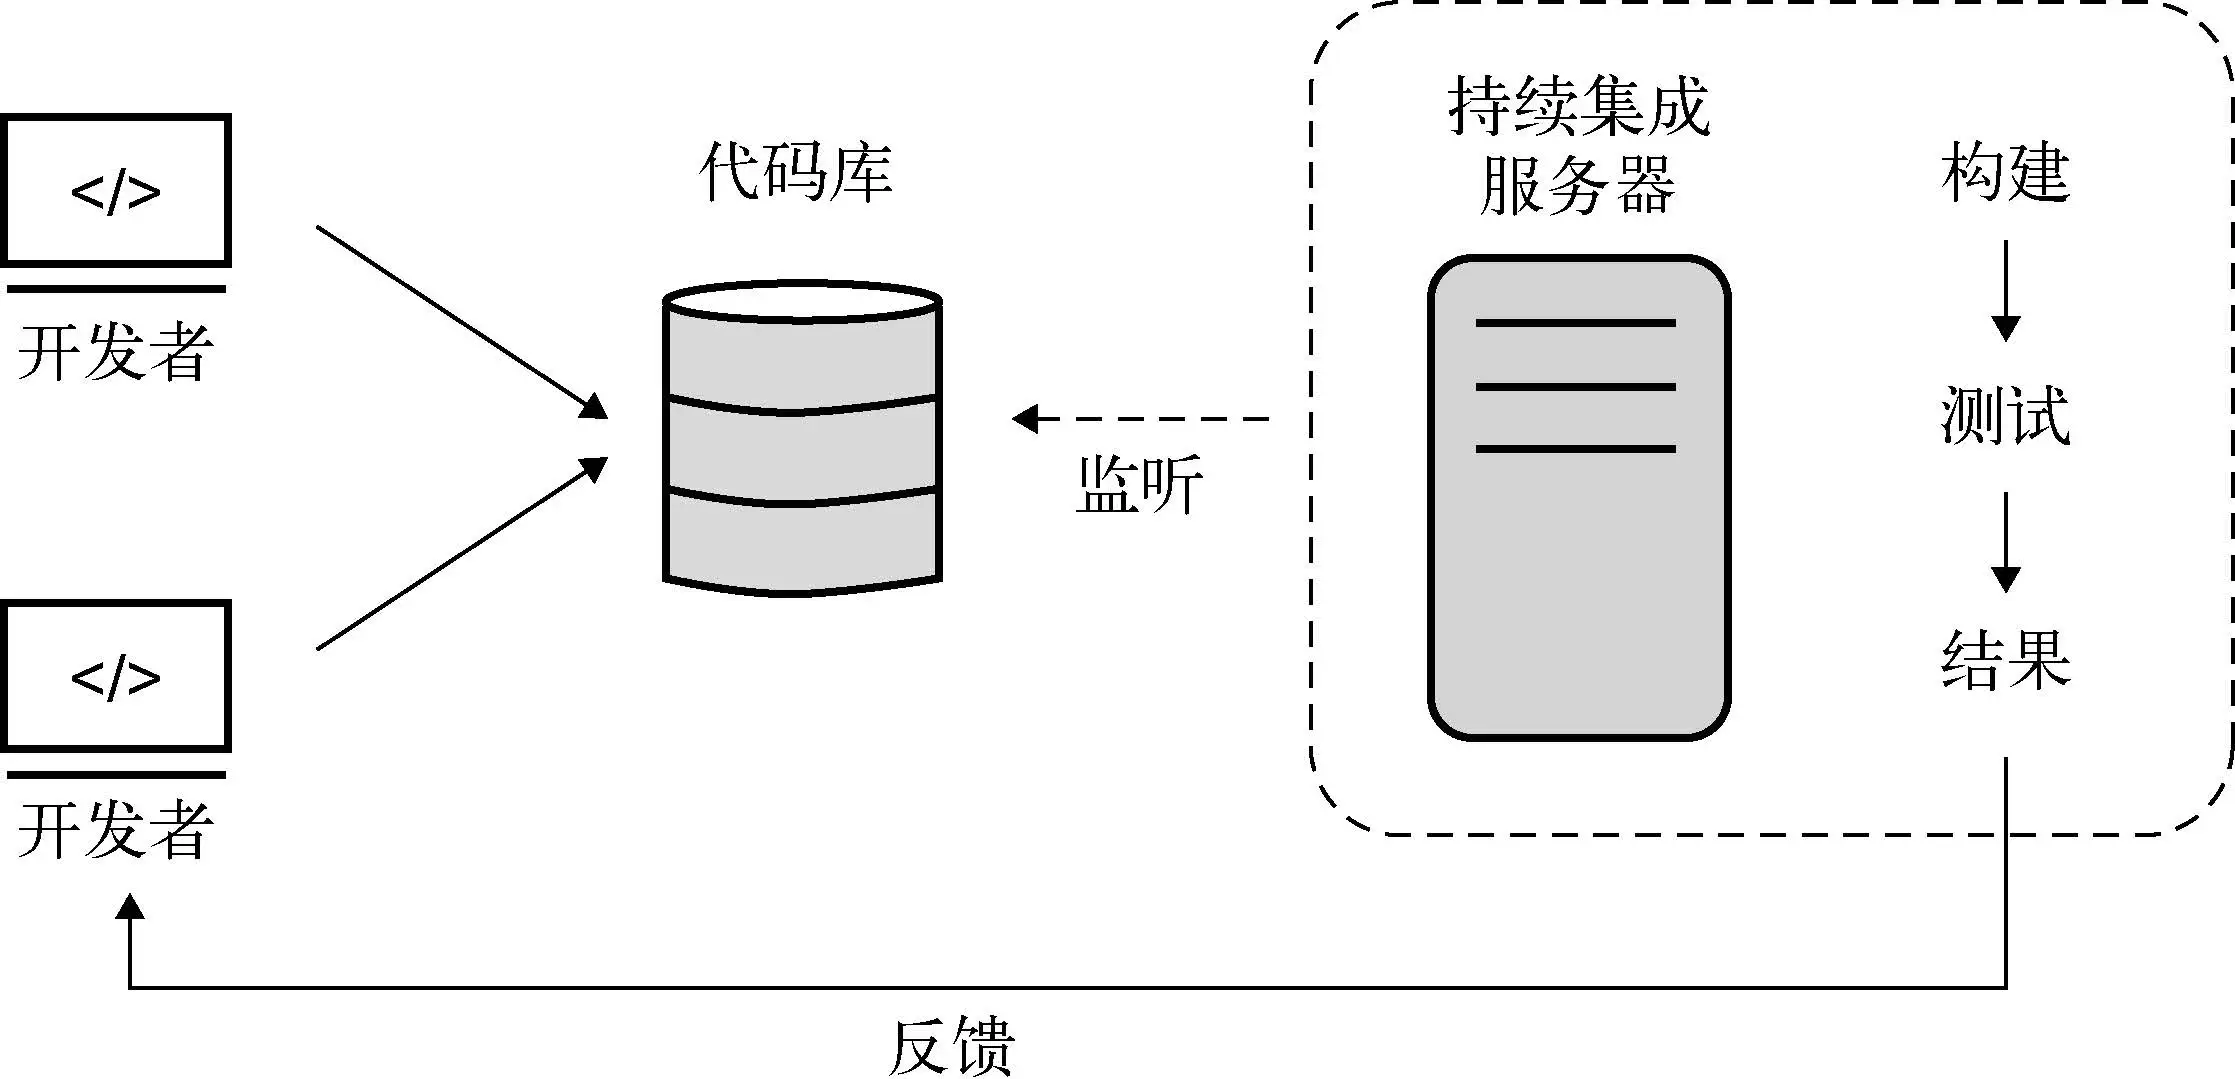 </>
开发者
</>
开发者
代码库
监听
持续集成
服务器
构建
测试
结果
反馈